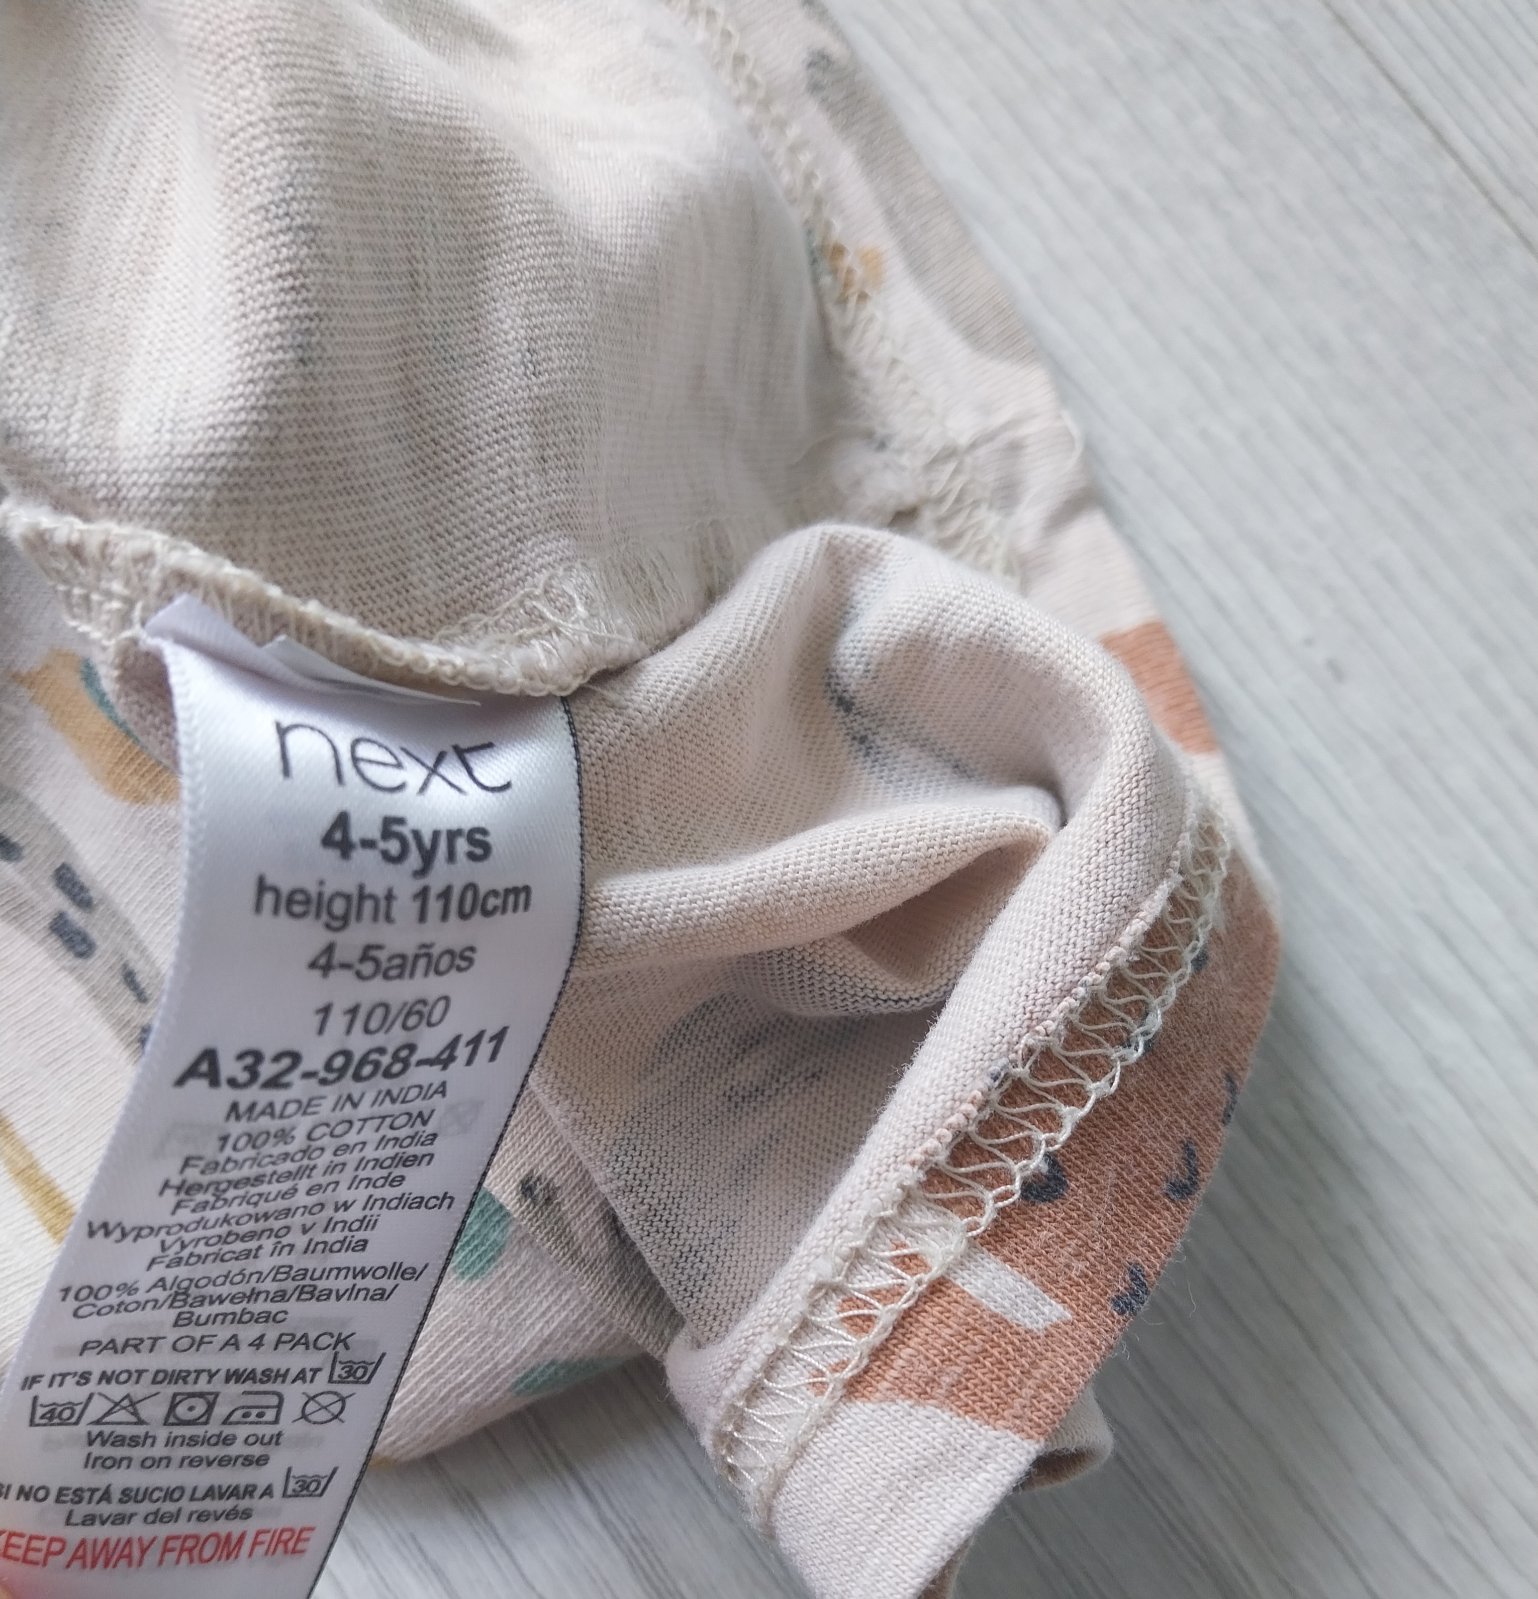 next
4-5yrs
height 110cm
4-5años
110/60
A32-968-411
MADE IN INDIA
100% COTTON
Fabricado en India
Hergestellt in Indien
Fabriqué en Inde
Wyprodukowano w Indiach
Vyrobeno v Indii
Fabricat în India
100% Algodón/Baumwolle/
Coton/Bawełna/Bavlna/
Bumbac
PART OF A 4 PACK
IF IT'S NOT DIRTY WASH AT 30
40
Wash inside out
Iron on reverse
SI NO ESTÁ SUCIO LAVAR A 30
Lavar del revés
KEEP AWAY FROM FIRE